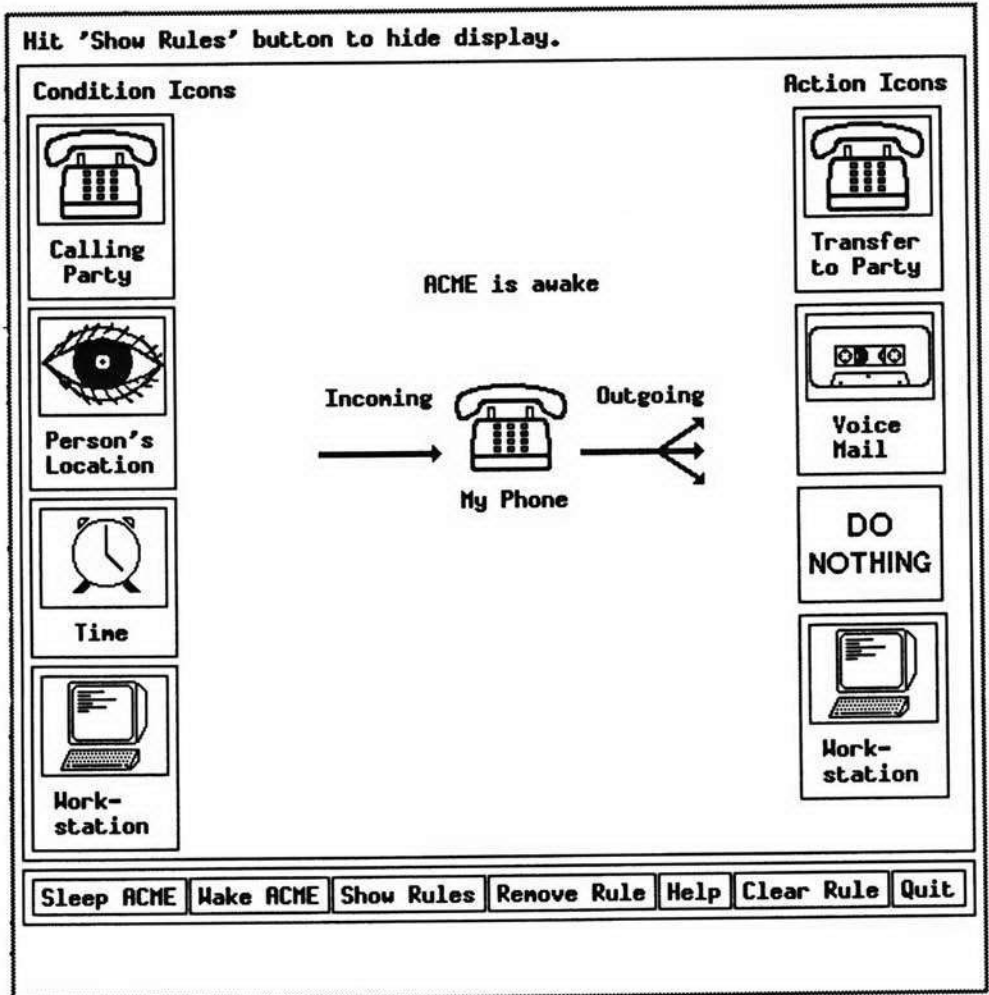 Hit 'Show Rules' button to hide display.
Condition Icons
Action Icons
Calling
Party
Transfer
to Party
ACME is awake
Person's
Location
Incoming
Outgoing
My Phone
Voice
Mail
DO
NOTHING
Time
Work-
station
Work-
station
Sleep ACME Wake ACME Show Rules Remove Rule Help Clear Rule Quit